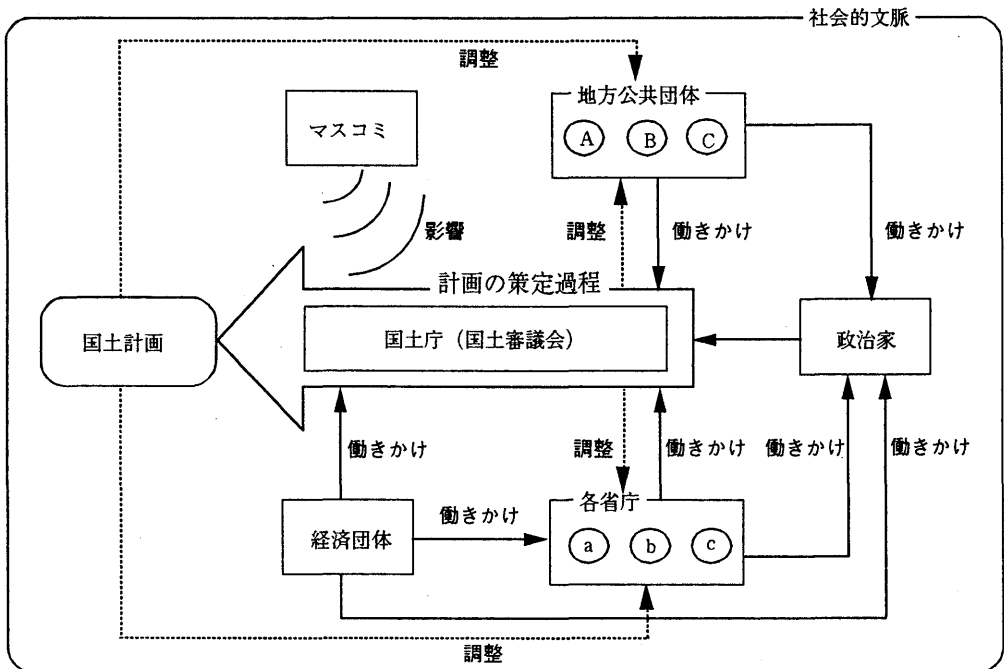 社会的文脈
調整
地方公共団体
A B C
マスコミ
影響
調整
働きかけ
働きかけ
計画の策定過程
国土計画
国土庁（国土審議会）
政治家
働きかけ
調整
働きかけ
働きかけ
働きかけ
各省庁
経済団体
働きかけ
a b c
調整